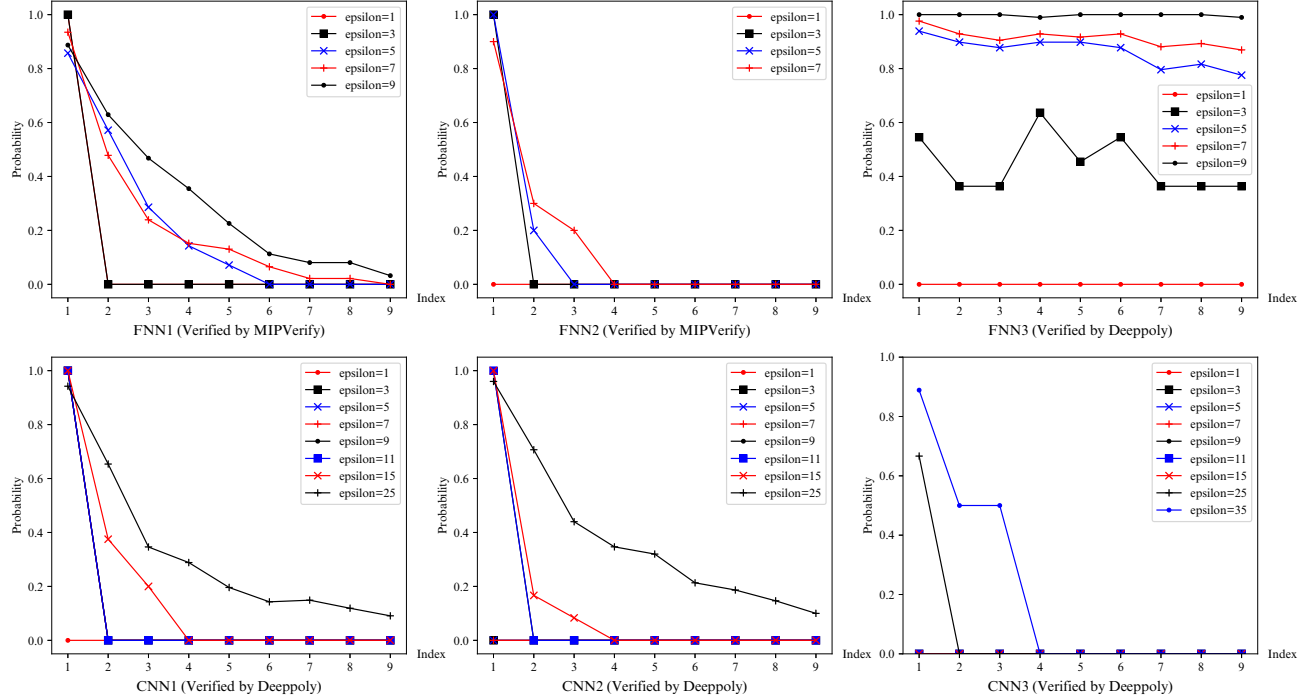 1.0
0.8
0.6
0.4
0.2
0.0
Probability
epsilon=1
epsilon=3
epsilon=5
epsilon=7
epsilon=9
1 2 3 4 5 6 7 8 9
Index
FNN1 (Verified by MIPVerify)
1.0
0.8
0.6
0.4
0.2
0.0
Probability
epsilon=1
epsilon=3
epsilon=5
epsilon=7
1 2 3 4 5 6 7 8 9
Index
FNN2 (Verified by MIPVerify)
1.0
0.8
0.6
0.4
0.2
0.0
Probability
epsilon=1
epsilon=3
epsilon=5
epsilon=7
epsilon=9
1 2 3 4 5 6 7 8 9
Index
FNN3 (Verified by Deeppoly)
1.0
0.8
0.6
0.4
0.2
0.0
Probability
epsilon=1
epsilon=3
epsilon=5
epsilon=7
epsilon=9
epsilon=11
epsilon=15
epsilon=25
1 2 3 4 5 6 7 8 9
Index
CNN1 (Verified by Deeppoly)
1.0
0.8
0.6
0.4
0.2
0.0
Probability
epsilon=1
epsilon=3
epsilon=5
epsilon=7
epsilon=9
epsilon=11
epsilon=15
epsilon=25
1 2 3 4 5 6 7 8 9
Index
CNN2 (Verified by Deeppoly)
1.0
0.8
0.6
0.4
0.2
0.0
Probability
epsilon=1
epsilon=3
epsilon=5
epsilon=7
epsilon=9
epsilon=11
epsilon=15
epsilon=25
epsilon=35
1 2 3 4 5 6 7 8 9
Index
CNN3 (Verified by Deeppoly)